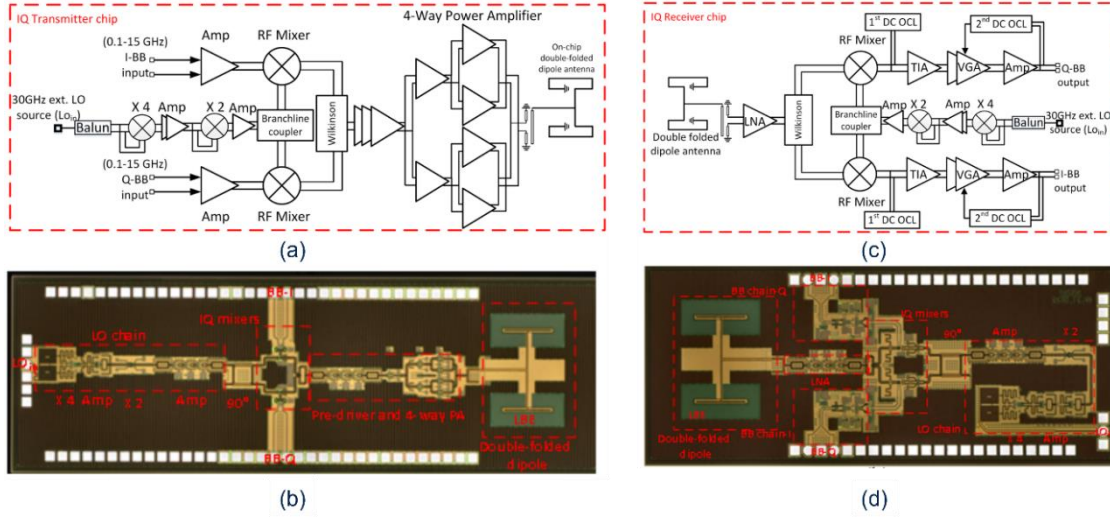 IQ Transmitter chip
4-Way Power Amplifier
(0.1-15 GHz)
I-BB
input
Amp
RF Mixer
On-chip
double-folded
dipole antenna
30GHz ext. LO
source (Lo_in)
Balun
X 4
Amp
X 2
Amp
Branchline
coupler
Wilkinson
(0.1-15 GHz)
Q-BB
input
Amp
RF Mixer
(a)
IQ Receiver chip
1st DC OCL
2nd DC OCL
RF Mixer
TIA
VGA
Amp
Q-BB
output
Double folded
dipole antenna
LNA
Wilkinson
Branchline
coupler
Amp
X 2
Amp
X 4
Balun
30GHz ext. LO
source (Lo_in)
TIA
VGA
Amp
I-BB
output
RF Mixer
1st DC OCL
2nd DC OCL
(c)
BB-I
LO chain
IQ mixers
LO
X 4
Amp
X 2
Amp
90°
Pre-driver and 4-way PA
LBE
Double-folded
dipole
BB-Q
(b)
BB-I
BB chain Q
IQ mixers
90°
Amp
X 2
LNA
LBE
Double-folded
dipole
BB chain I
LO chain
X 4
Amp
BB-Q
(d)